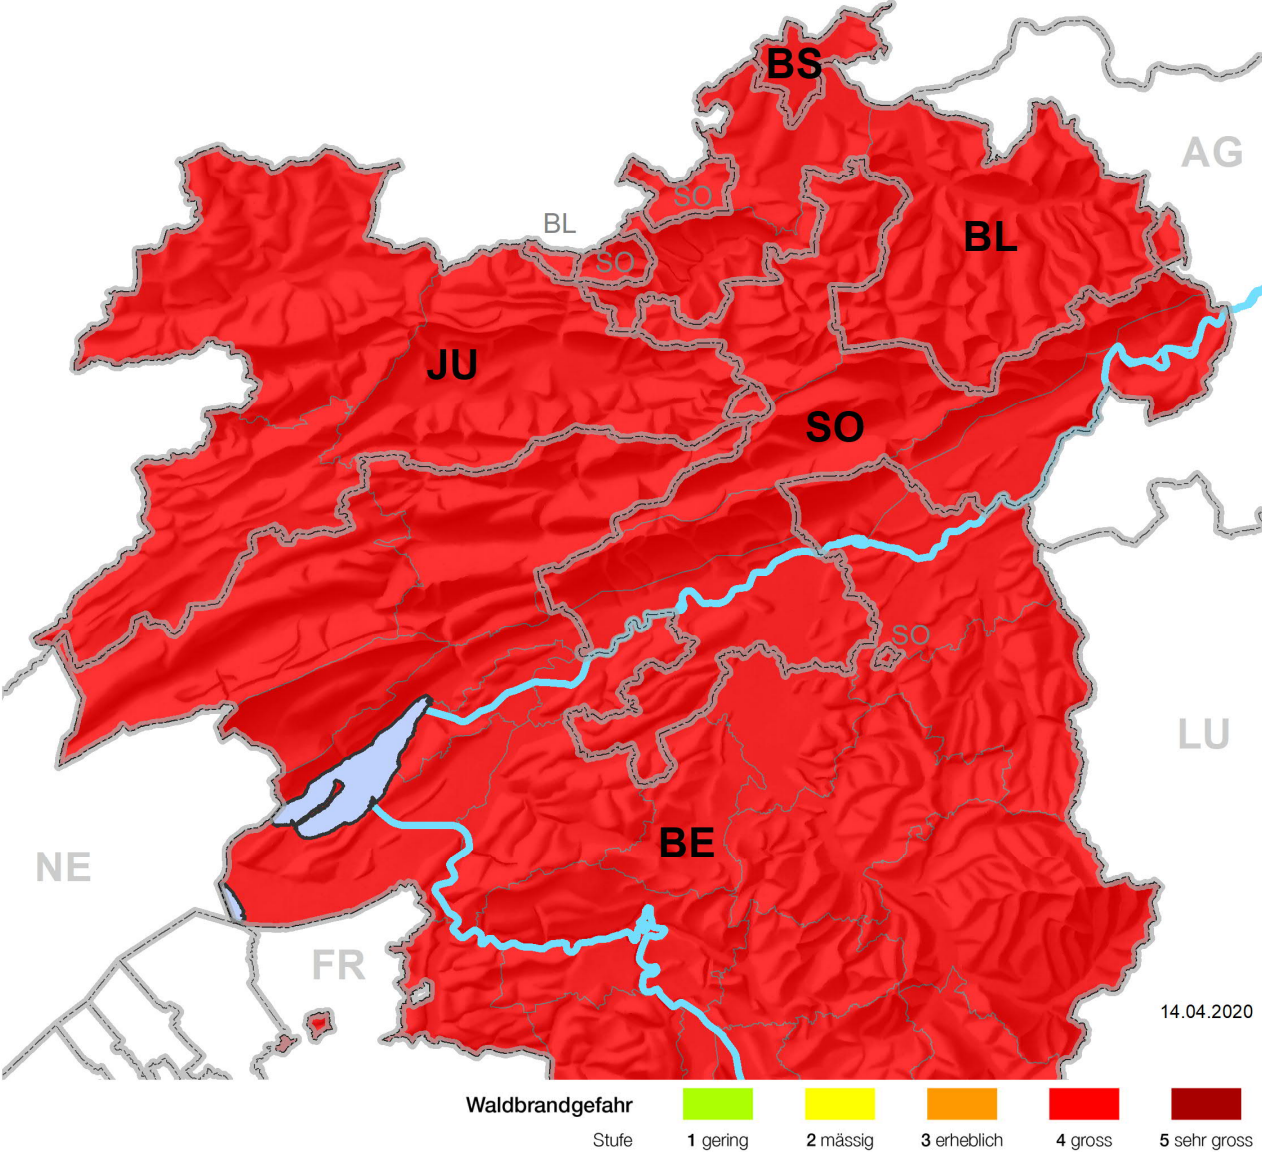 BS
AG
SO
BL
BL
SO
JU
SO
SO
LU
BE
NE
FR
14.04.2020
Waldbrandgefahr
Stufe 1 gering 2 mässig 3 erheblich 4 gross 5 sehr gross